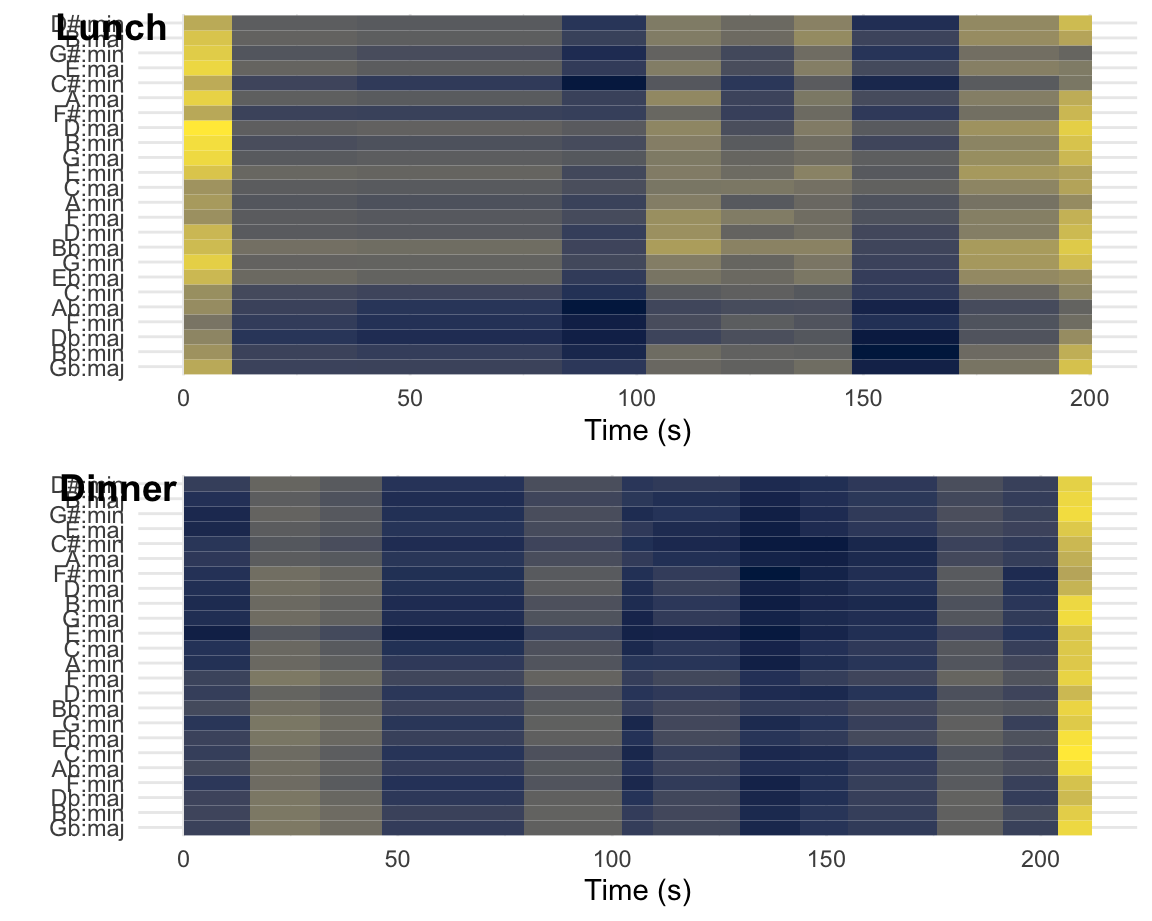 Lunch
D#:min
B:maj
G#:min
E:maj
C#:min
A:maj
F#:min
D:maj
B:min
G:maj
E:min
C:maj
A:min
F:maj
D:min
Bb:maj
G:min
Eb:maj
C:min
Ab:maj
F:min
Db:maj
Bb:min
Gb:maj
0 50 100 150 200
Time (s)
Dinner
D#:min
B:maj
G#:min
E:maj
C#:min
A:maj
F#:min
D:maj
B:min
G:maj
E:min
C:maj
A:min
F:maj
D:min
Bb:maj
G:min
Eb:maj
C:min
Ab:maj
F:min
Db:maj
Bb:min
Gb:maj
0 50 100 150 200
Time (s)